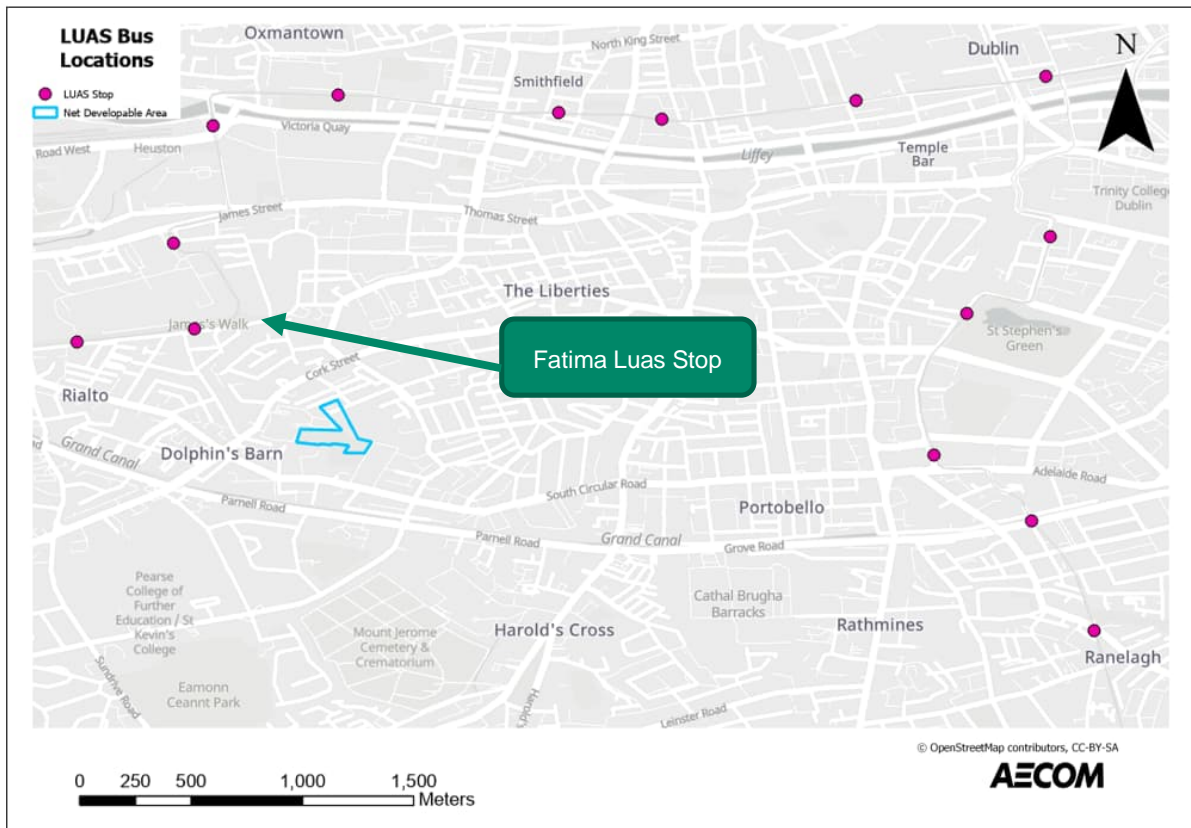 LUAS Bus
Locations
LUAS Stop
Net Developable Area
Oxmantown
North King Street
Dublin
N
Smithfield
Victoria Quay
Road West
Heuston
Liffey
Temple
Bar
Trinity College
Dublin
James Street
Thomas Street
The Liberties
James's Walk
St Stephen's
Green
Fatima Luas Stop
Cork Street
Rialto
Grand Canal
Dolphin's Barn
Adelaide Road
South Circular Road
Parnell Road
Portobello
Parnell Road
Grand Canal
Grove Road
Pearse
College of
Further
Education / St
Kevin's
College
Cathal Brugha
Barracks
Mount Jerome
Cemetery &
Crematorium
Harold's Cross
Rathmines
Ranelagh
Sundrive Road
Eamonn
Ceannt Park
Harold's
Leinster Road
© OpenStreetMap contributors, CC-BY-SA
AECOM
0 250 500 1,000 1,500
Meters